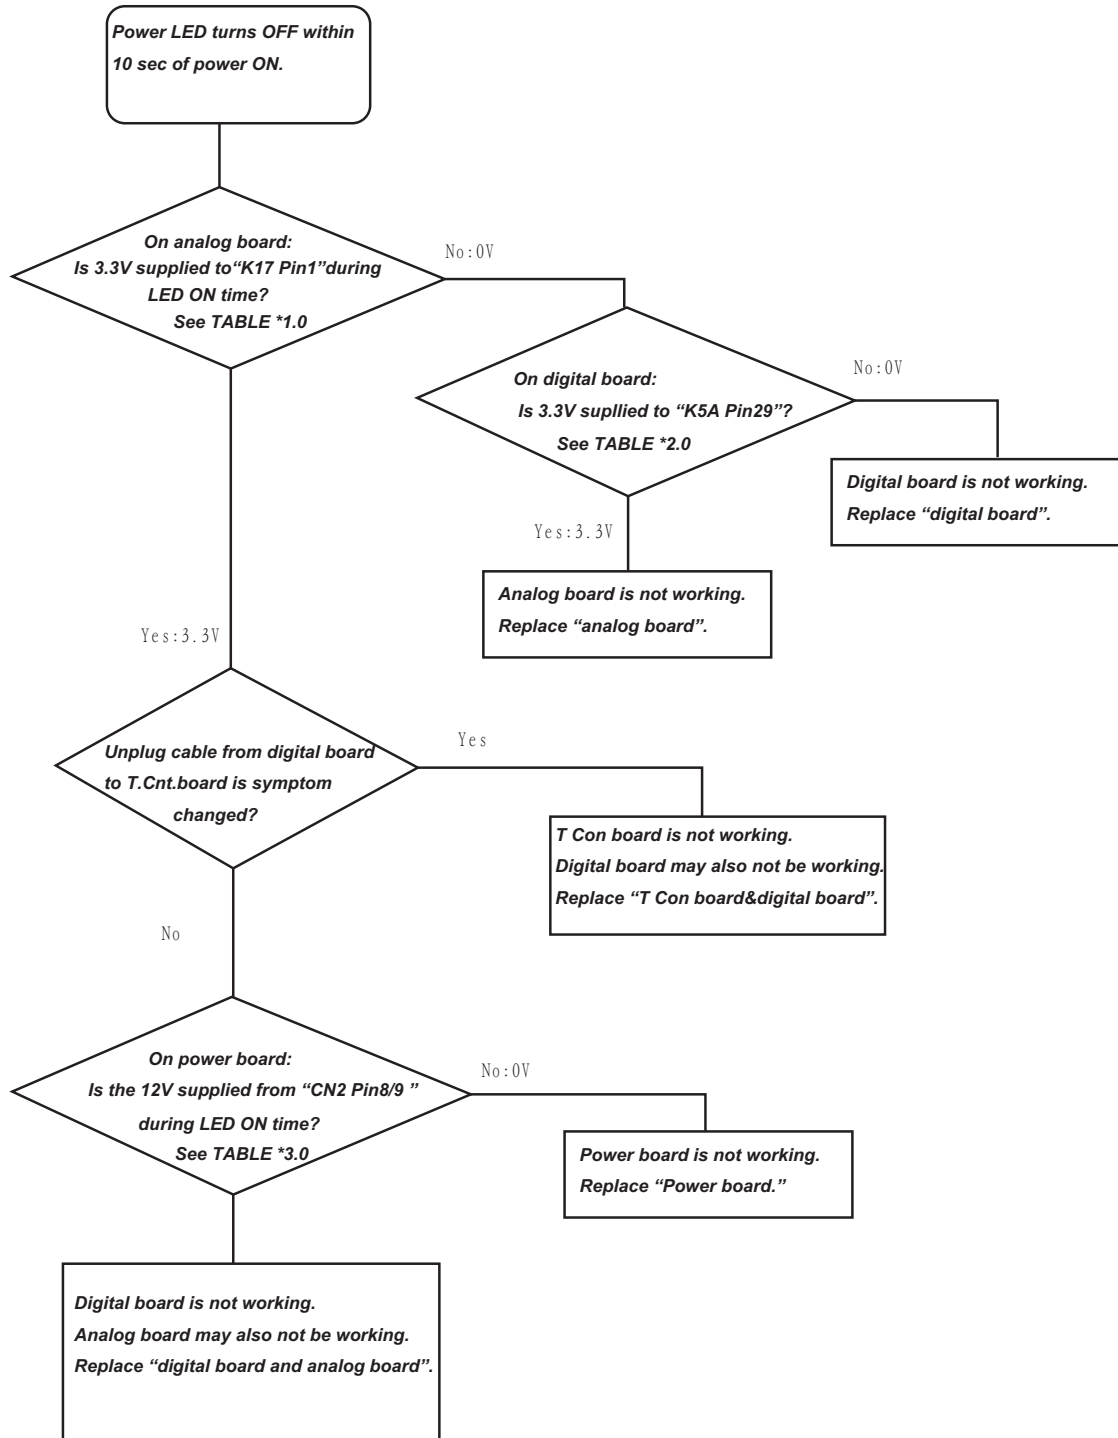 Power LED turns OFF within
10 sec of power ON.
On analog board:
Is 3.3V supplied to“K17 Pin1”during
LED ON time?
See TABLE *1.0
No:0V
On digital board:
Is 3.3V supllied to “K5A Pin29”?
See TABLE *2.0
No:0V
Digital board is not working.
Replace “digital board”.
Yes:3.3V
Analog board is not working.
Replace “analog board”.
Yes:3.3V
Unplug cable from digital board
to T.Cnt.board is symptom
changed?
Yes
T Con board is not working.
Digital board may also not be working.
Replace “T Con board&digital board”.
No
On power board:
Is the 12V supplied from “CN2 Pin8/9 ”
during LED ON time?
See TABLE *3.0
No:0V
Power board is not working.
Replace “Power board.”
Digital board is not working.
Analog board may also not be working.
Replace “digital board and analog board”.